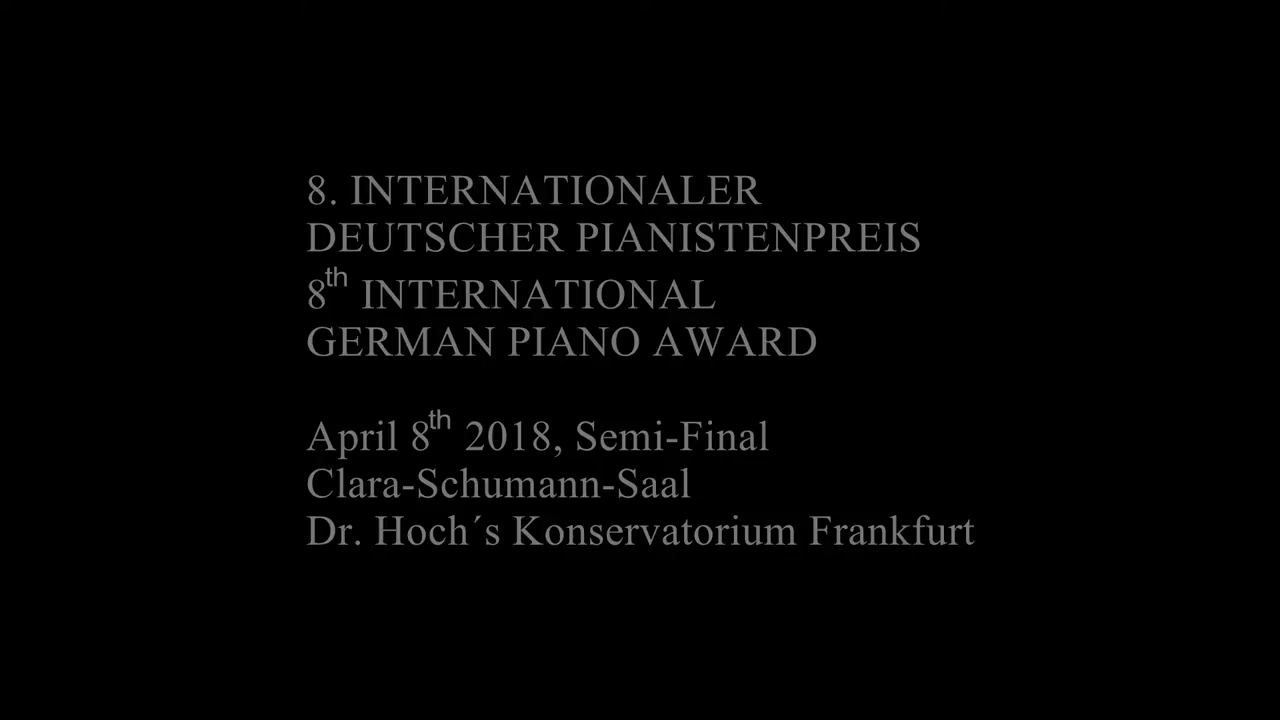 8. INTERNATIONALER
DEUTSCHER PIANISTENPREIS
8th INTERNATIONAL
GERMAN PIANO AWARD
April 8th 2018, Semi-Final
Clara-Schumann-Saal
Dr. Hoch´s Konservatorium Frankfurt